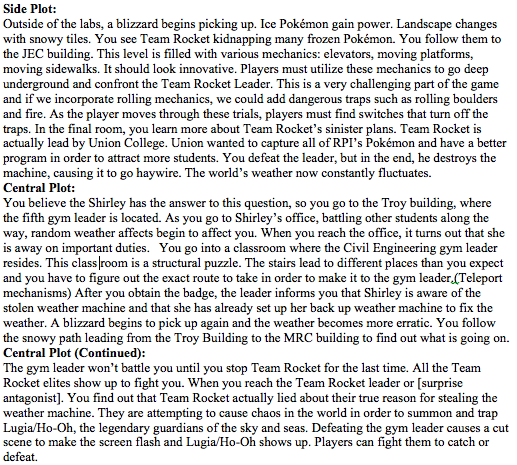 Side Plot:
Outside of the labs, a blizzard begins picking up. Ice Pokémon gain power. Landscape changes
with snowy tiles. You see Team Rocket kidnapping many frozen Pokémon. You follow them to
the JEC building. This level is filled with various mechanics: elevators, moving platforms,
moving sidewalks. It should look innovative. Players must utilize these mechanics to go deep
underground and confront the Team Rocket Leader. This is a very challenging part of the game
and if we incorporate rolling mechanics, we could add dangerous traps such as rolling boulders
and fire. As the player moves through these trials, players must find switches that turn off the
traps. In the final room, you learn more about Team Rocket's sinister plans. Team Rocket is
actually lead by Union College. Union wanted to capture all of RPI's Pokémon and have a better
program in order to attract more students. You defeat the leader, but in the end, he destroys the
machine, causing it to go haywire. The world's weather now constantly fluctuates.
Central Plot:
You believe the Shirley has the answer to this question, so you go to the Troy building, where
the fifth gym leader is located. As you go to Shirley's office, battling other students along the
way, random weather affects begin to affect you. When you reach the office, it turns out that she
is away on important duties.   You go into a classroom where the Civil Engineering gym leader
resides. This classroom is a structural puzzle. The stairs lead to different places than you expect
and you have to figure out the exact route to take in order to make it to the gym leader.(Teleport
mechanisms) After you obtain the badge, the leader informs you that Shirley is aware of the
stolen weather machine and that she has already set up her back up weather machine to fix the
weather. A blizzard begins to pick up again and the weather becomes more erratic. You follow
the snowy path leading from the Troy Building to the MRC building to find out what is going on.
Central Plot (Continued):
The gym leader won't battle you until you stop Team Rocket for the last time. All the Team
Rocket elites show up to fight you. When you reach the Team Rocket leader or [surprise
antagonist]. You find out that Team Rocket actually lied about their true reason for stealing the
weather machine. They are attempting to cause chaos in the world in order to summon and trap
Lugia/Ho-Oh, the legendary guardians of the sky and seas. Defeating the gym leader causes a cut
scene to make the screen flash and Lugia/Ho-Oh shows up. Players can fight them to catch or
defeat.